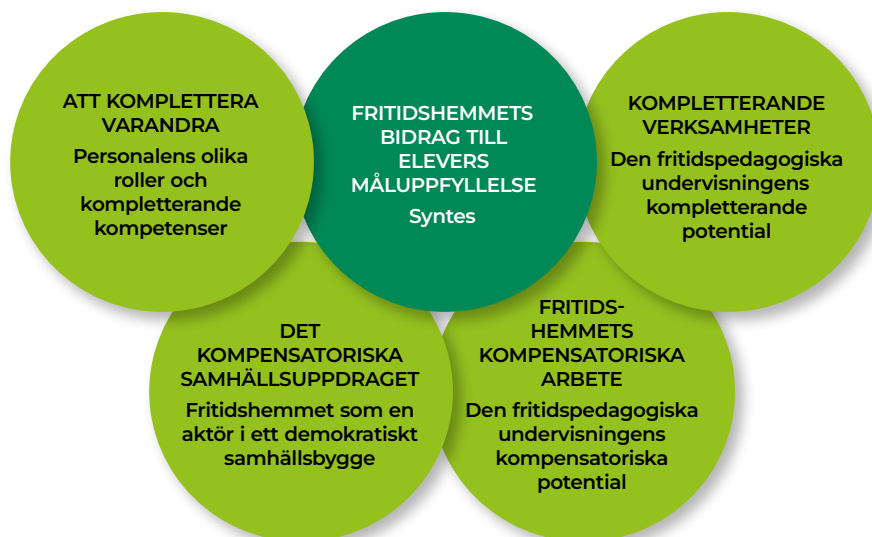 ATT KOMPLETTERA
VARANDRA
Personalens olika
roller och
kompletterande
kompetenser
FRITIDSHEMMETS
BIDRAG TILL
ELEVERS
MÅLUPPFYLLELSE
Syntes
KOMPLETTERANDE
VERKSAMHETER
Den fritidspedagogiska
undervisningens
kompletterande
potential
DET
KOMPENSATORISKA
SAMHÄLLSUPPDRAGET
Fritidshemmet som en
aktör i ett demokratiskt
samhällsbygge
FRITIDS-
HEMMETS
KOMPENSATORISKA
ARBETE
Den fritidspedagogiska
undervisningens
kompensatoriska
potential